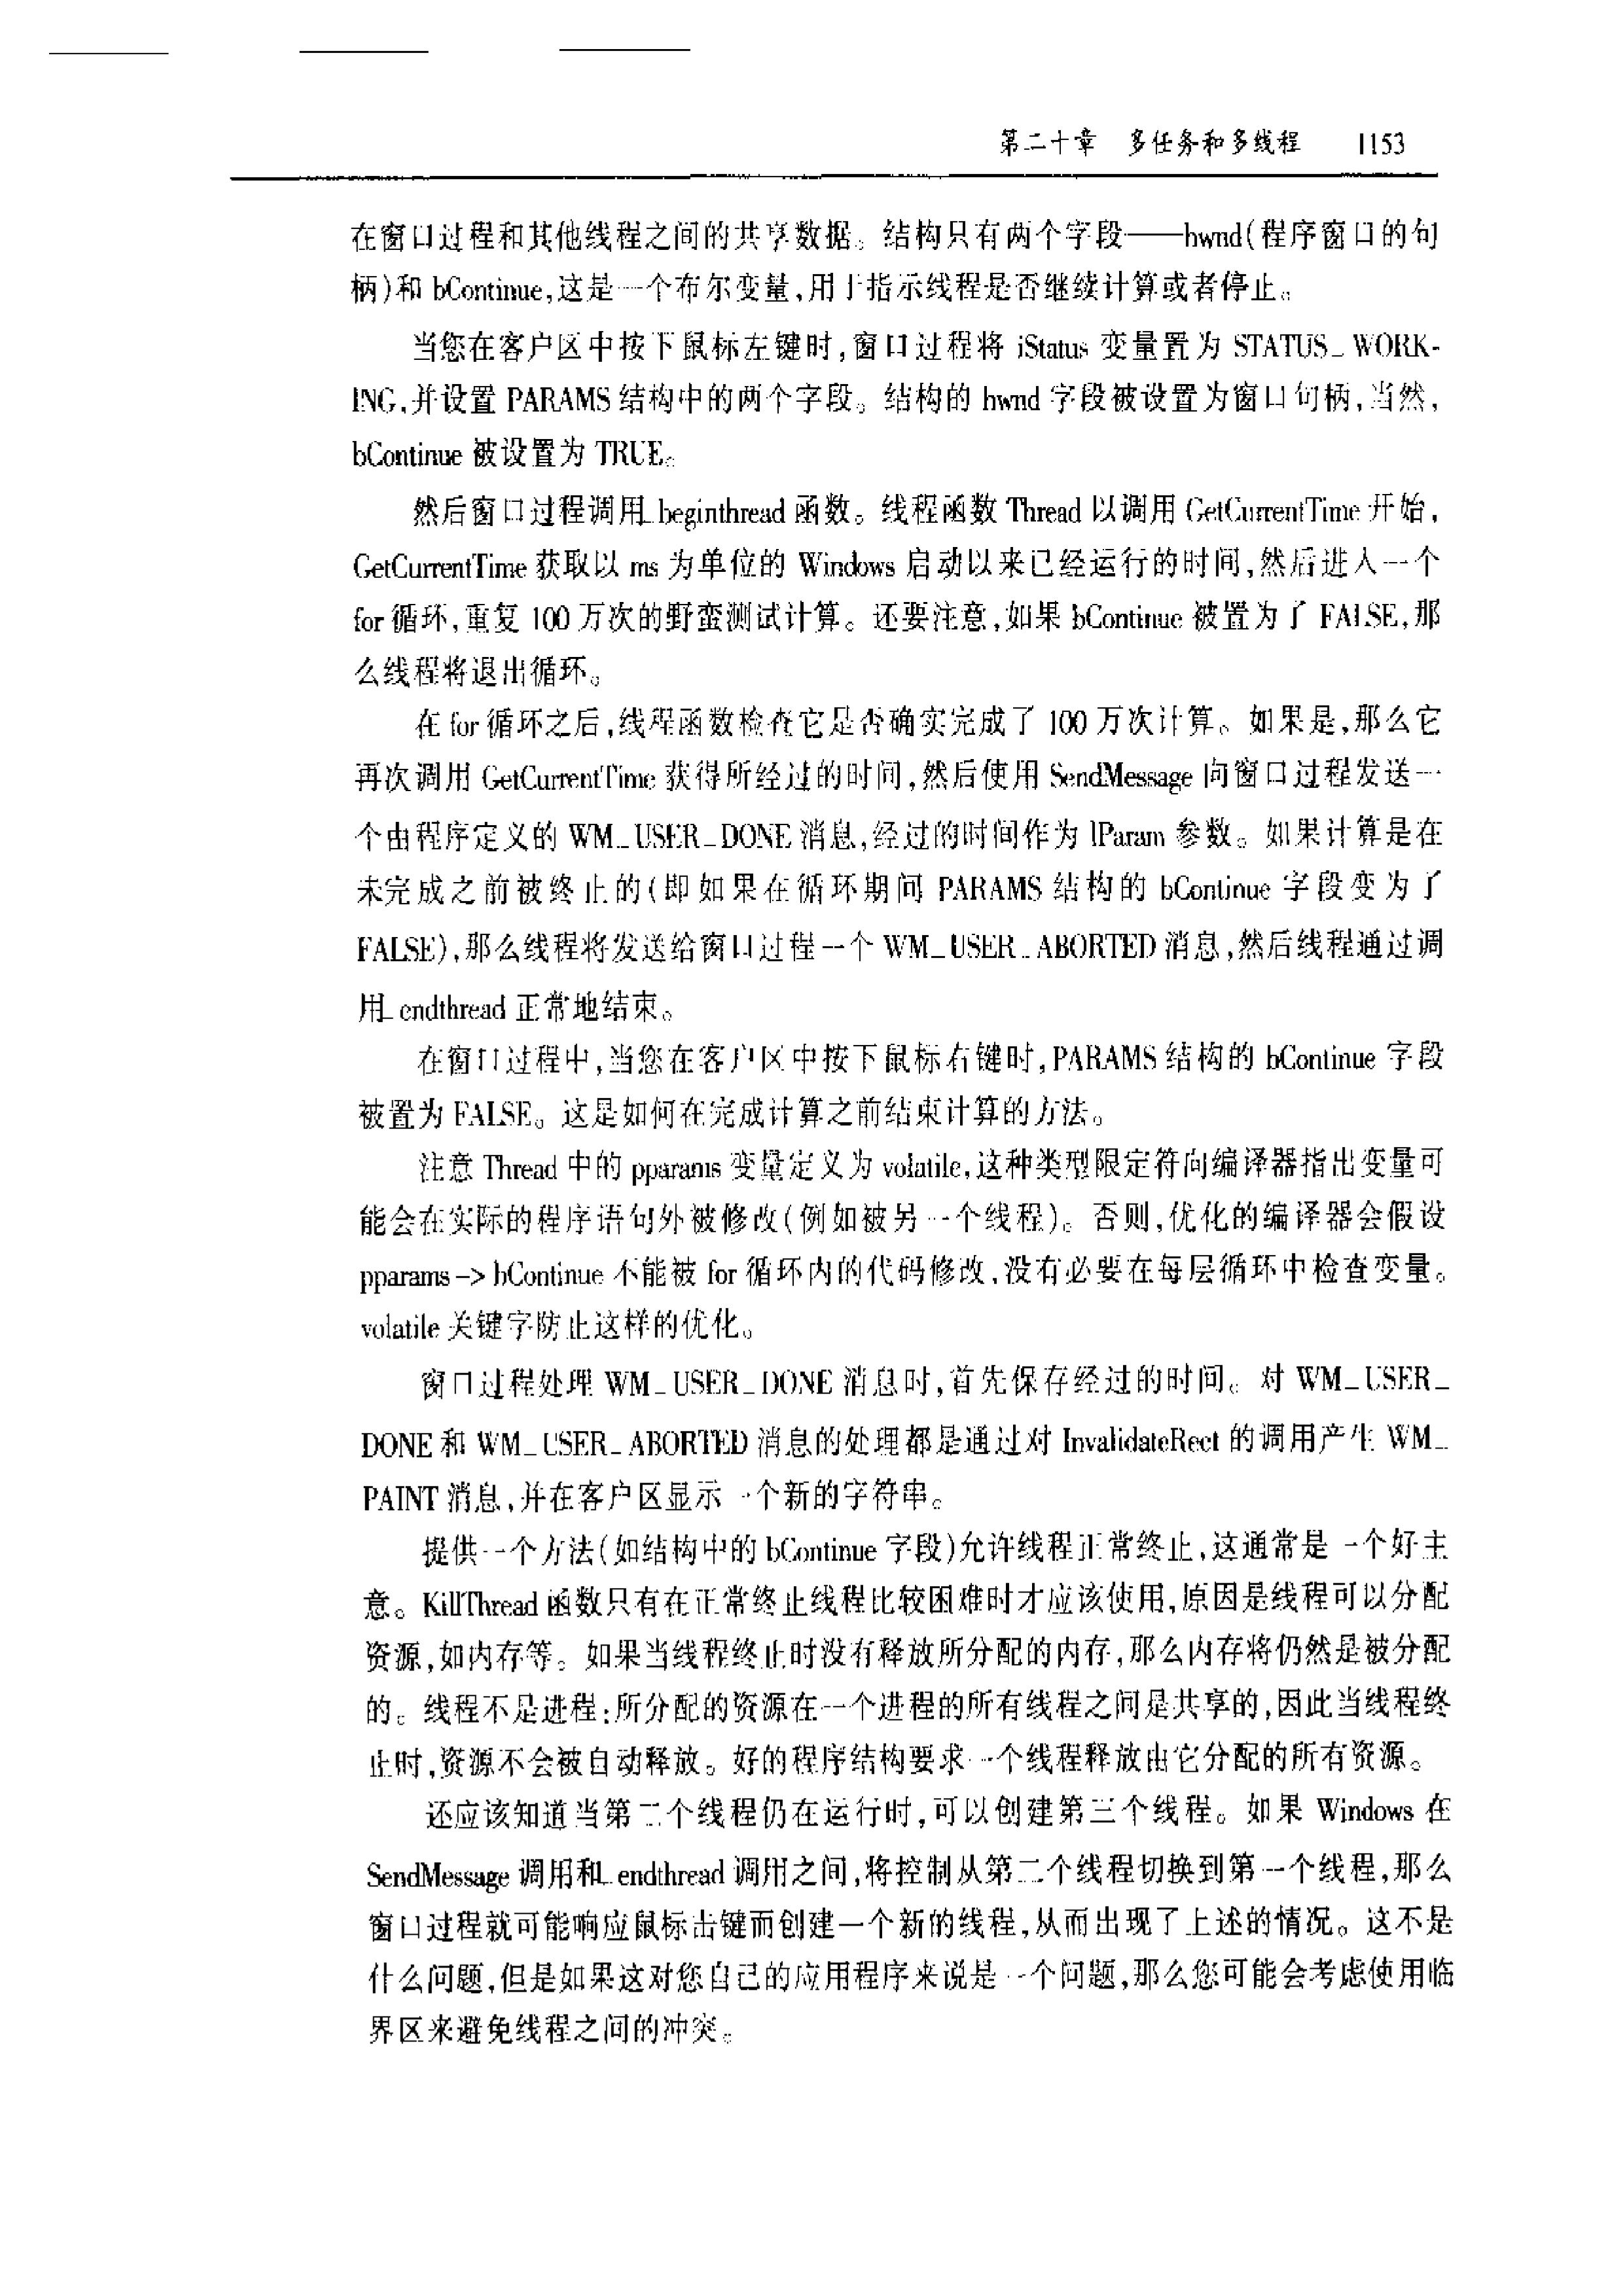 第二十章 多任务和多线程 1153
在窗口过程和其他线程之间的共享数据。结构只有两个字段——hwnd(程序窗口的句
柄)和 bContinue,这是一个布尔变量,用于指示线程是否继续计算或者停止。
当您在客户区中按下鼠标左键时,窗口过程将 iStatus 变量置为 STATUS_WORK-
ING,并设置 PARAMS 结构中的两个字段。结构的 hwnd 字段被设置为窗口句柄,当然,
bContinue 被设置为 TRUE。
然后窗口过程调用_beginthread 函数。线程函数 Thread 以调用 GetCurrentTime 开始,
GetCurrentTime 获取以 ms 为单位的 Windows 启动以来已经运行的时间,然后进入一个
for 循环,重复 100 万次的野蛮测试计算。还要注意,如果 bContinue 被置为了 FALSE,那
么线程将退出循环。
在 for 循环之后,线程函数检查它是否确实完成了 100 万次计算。如果是,那么它
再次调用 GetCurrentTime 获得所经过的时间,然后使用 SendMessage 向窗口过程发送一
个由程序定义的 WM_USER_DONE 消息,经过的时间作为 lParam 参数。如果计算是在
未完成之前被终止的(即如果在循环期间 PARAMS 结构的 bContinue 字段变为了
FALSE),那么线程将发送给窗口过程一个 WM_USER_ABORTED 消息,然后线程通过调
用_endthread 正常地结束。
在窗口过程中,当您在客户区中按下鼠标右键时,PARAMS 结构的 bContinue 字段
被置为 FALSE。这是如何在完成计算之前结束计算的方法。
注意 Thread 中的 pparams 变量定义为 volatile,这种类型限定符向编译器指出变量可
能会在实际的程序语句外被修改(例如被另一个线程)。否则,优化的编译器会假设
pparams->bContinue 不能被 for 循环内的代码修改,没有必要在每层循环中检查变量。
volatile 关键字防止这样的优化。
窗口过程处理 WM_USER_DONE 消息时,首先保存经过的时间。对 WM_USER_
DONE 和 WM_USER_ABORTED 消息的处理都是通过对 InvalidateRect 的调用产生 WM_
PAINT 消息,并在客户区显示一个新的字符串。
提供一个方法(如结构中的 bContinue 字段)允许线程正常终止,这通常是一个好主
意。KillThread 函数只有在正常终止线程比较困难时才应该使用,原因是线程可以分配
资源,如内存等。如果当线程终止时没有释放所分配的内存,那么内存将仍然是被分配
的。线程不是进程:所分配的资源在一个进程的所有线程之间是共享的,因此当线程终
止时,资源不会被自动释放。好的程序结构要求一个线程释放由它分配的所有资源。
还应该知道当第二个线程仍在运行时,可以创建第三个线程。如果 Windows 在
SendMessage 调用和_endthread 调用之间,将控制从第二个线程切换到第一个线程,那么
窗口过程就可能响应鼠标击键而创建一个新的线程,从而出现了上述的情况。这不是
什么问题,但是如果这对您自己的应用程序来说是一个问题,那么您可能会考虑使用临
界区来避免线程之间的冲突。